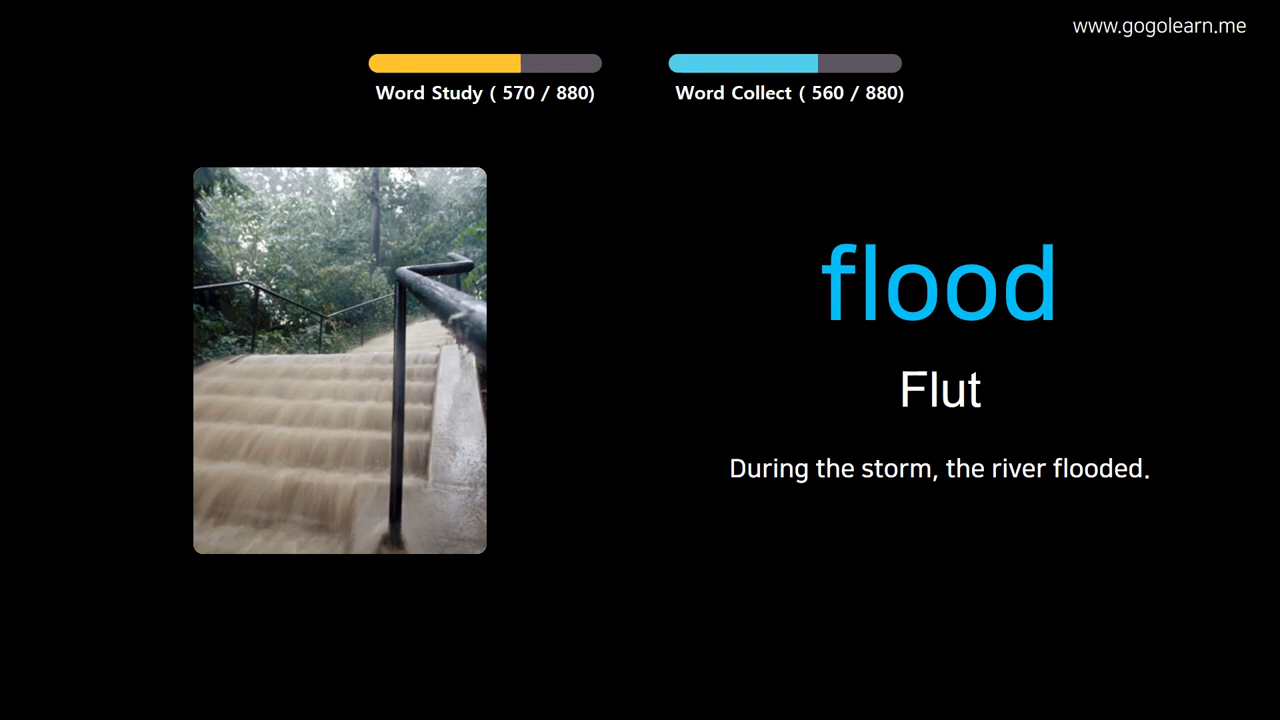 www.gogolearn.me
Word Study ( 570 / 880)
Word Collect ( 560 / 880)
flood
Flut
During the storm, the river flooded.